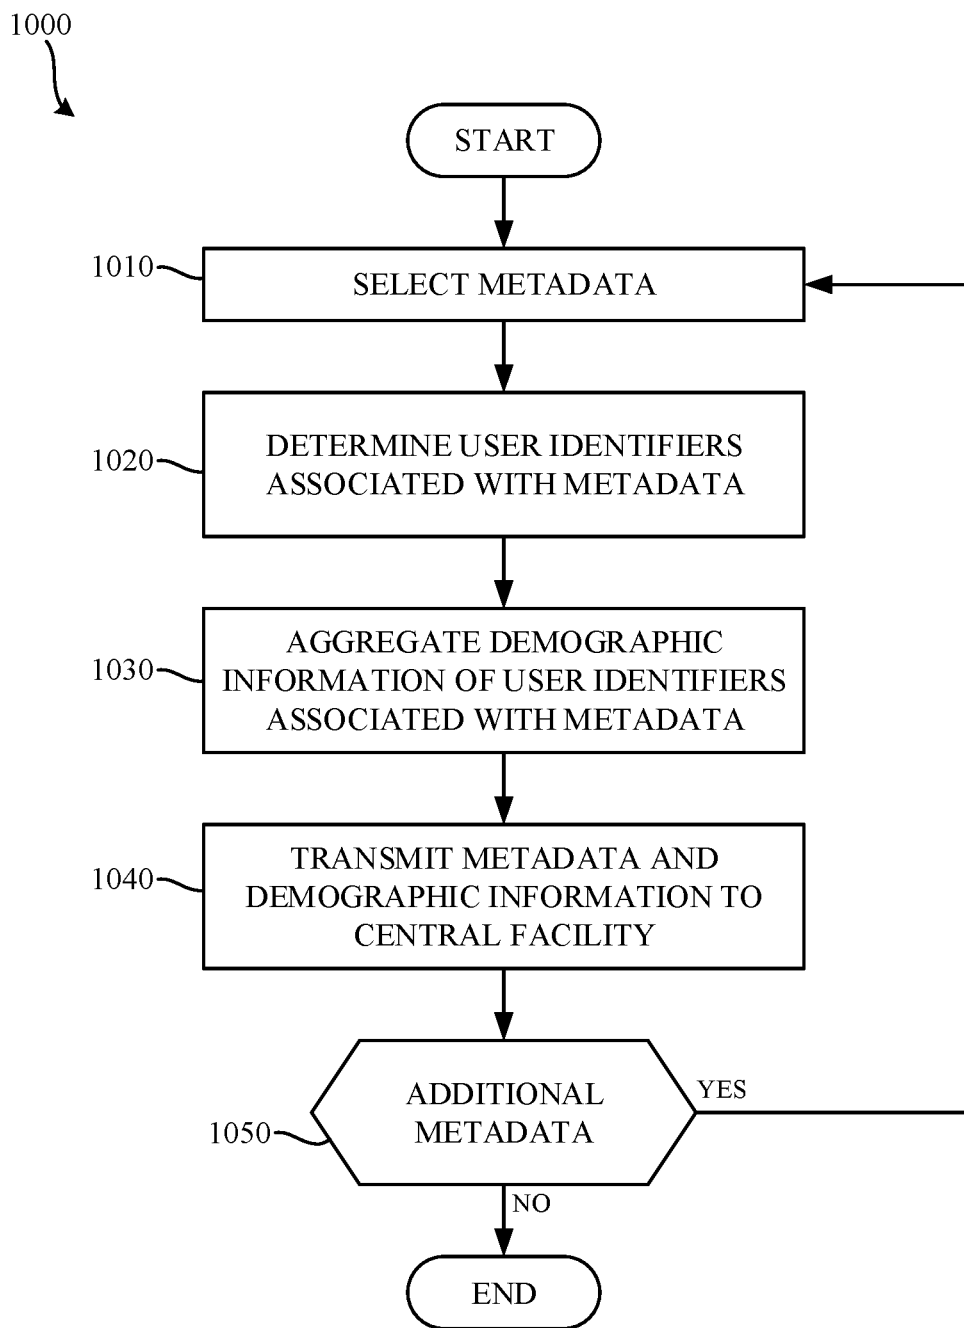 1000
START
1010
SELECT METADATA
1020
DETERMINE USER IDENTIFIERS
ASSOCIATED WITH METADATA
1030
AGGREGATE DEMOGRAPHIC
INFORMATION OF USER IDENTIFIERS
ASSOCIATED WITH METADATA
1040
TRANSMIT METADATA AND
DEMOGRAPHIC INFORMATION TO
CENTRAL FACILITY
1050
ADDITIONAL
METADATA
YES
NO
END